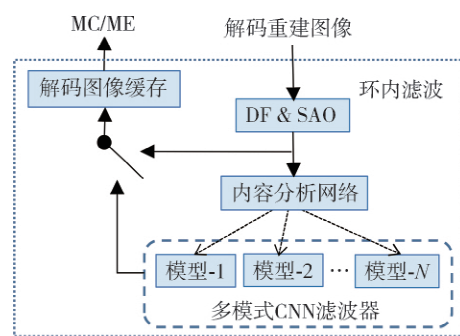 MC/ME
解码重建图像
解码图像缓存
环内滤波
DF & SAO
内容分析网络
模型-1
模型-2
…
模型-N
多模式CNN滤波器